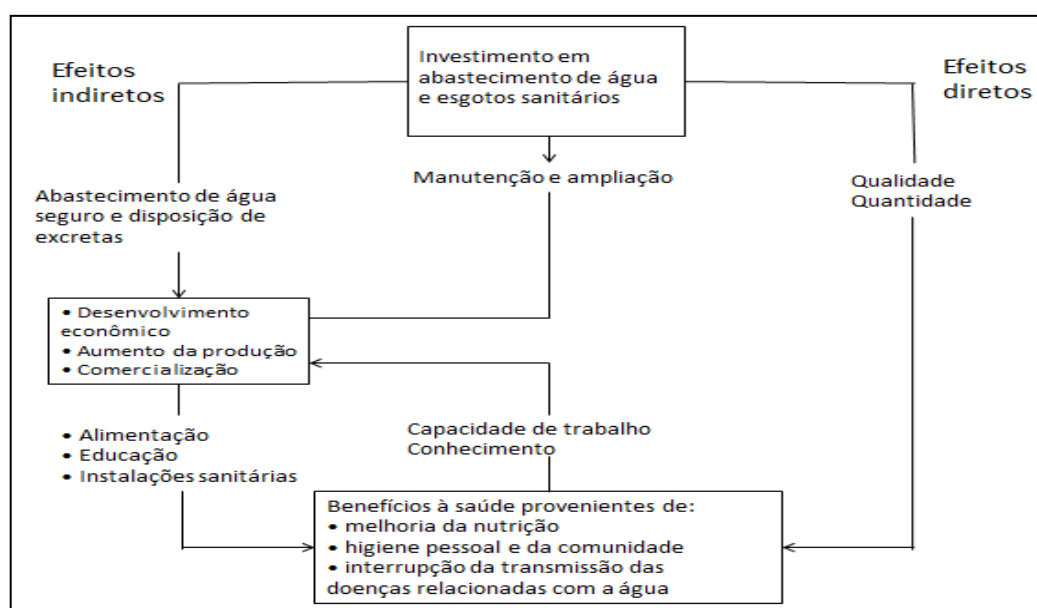 Efeitos
indiretos
Investimento em
abastecimento de água
e esgotos sanitários
Efeitos
diretos
Abastecimento de água
seguro e disposição de
excretas
Manutenção e ampliação
Qualidade
Quantidade
• Desenvolvimento
econômico
• Aumento da produção
• Comercialização
• Alimentação
• Educação
• Instalações sanitárias
Capacidade de trabalho
Conhecimento
Benefícios à saúde provenientes de:
• melhoria da nutrição
• higiene pessoal e da comunidade
• interrupção da transmissão das
doenças relacionadas com a água